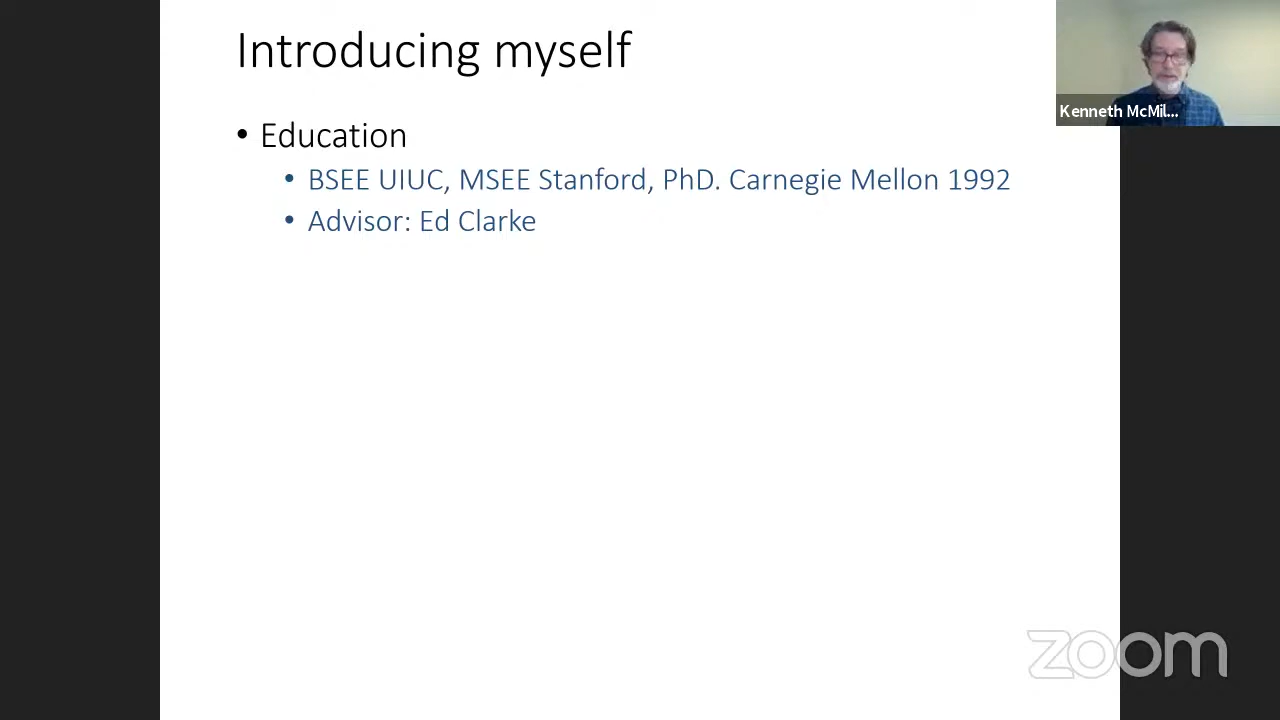 Introducing myself
Kenneth McMil...
• Education
• BSEE UIUC, MSEE Stanford, PhD. Carnegie Mellon 1992
• Advisor: Ed Clarke
zoom